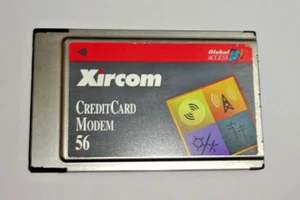 Global
ACCESS
Xircom
CREDITCARD
MODEM
56